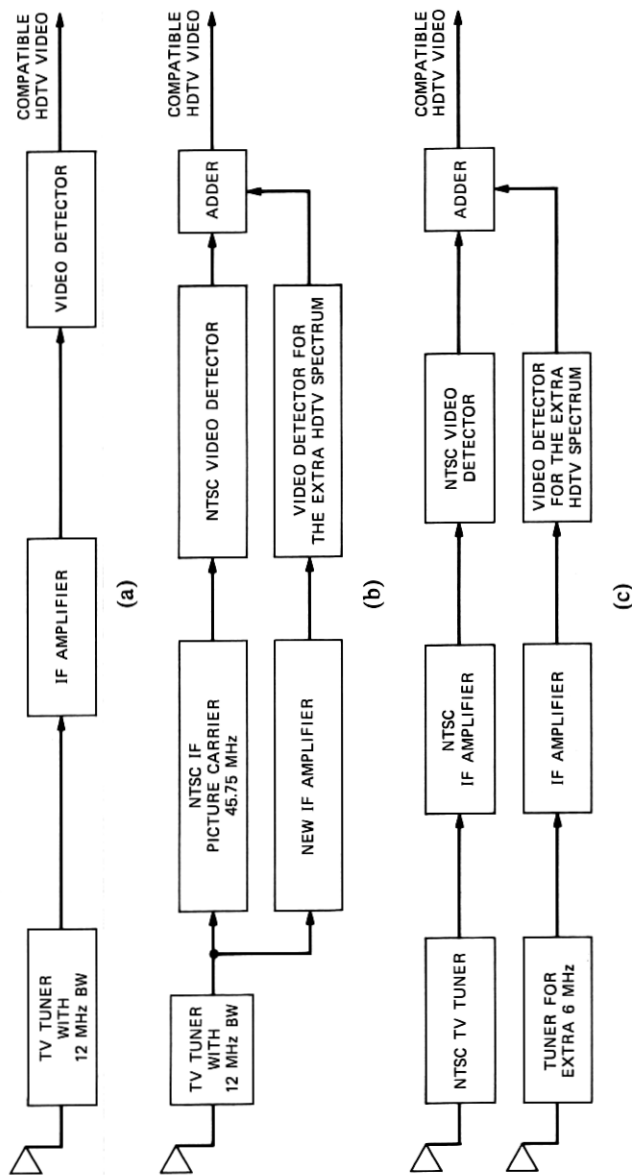 TV TUNER
WITH
12 MHz BW
IF AMPLIFIER
VIDEO DETECTOR
COMPATIBLE
HDTV VIDEO
(a)
TV TUNER
WITH
12 MHz BW
NTSC IF
PICTURE CARRIER
45.75 MHz
NTSC VIDEO DETECTOR
ADDER
COMPATIBLE
HDTV VIDEO
NEW IF AMPLIFIER
VIDEO DETECTOR FOR
THE EXTRA HDTV SPECTRUM
(b)
NTSC TV TUNER
NTSC
IF AMPLIFIER
NTSC VIDEO
DETECTOR
ADDER
COMPATIBLE
HDTV VIDEO
TUNER FOR
EXTRA 6 MHz
IF AMPLIFIER
VIDEO DETECTOR
FOR THE EXTRA
HDTV SPECTRUM
(c)